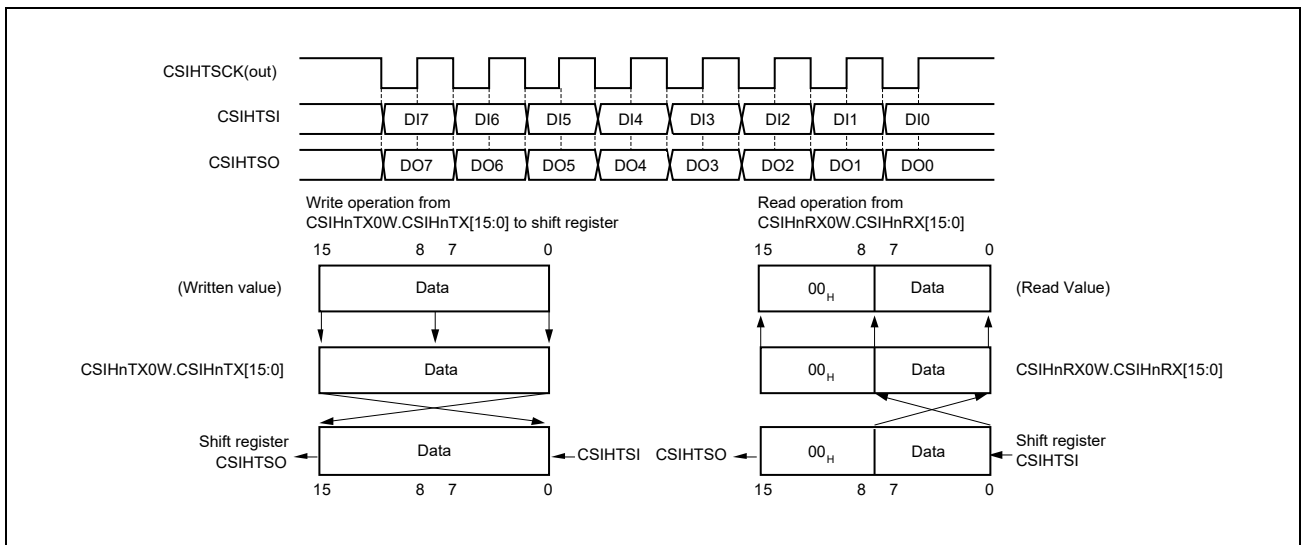 CSIHTSCK(out)
CSIHTSI DI7 DI6 DI5 DI4 DI3 DI2 DI1 DI0
CSIHTSO DO7 DO6 DO5 DO4 DO3 DO2 DO1 DO0
Write operation from
CSIHnTX0W.CSIHnTX[15:0] to shift register
15 8 7 0
(Written value) Data
CSIHnTX0W.CSIHnTX[15:0] Data
Shift register
CSIHTSO Data CSIHTSI
15 8 7 0
Read operation from
CSIHnRX0W.CSIHnRX[15:0]
15 8 7 0
00H Data (Read Value)
00H Data CSIHnRX0W.CSIHnRX[15:0]
CSIHTSO 00H Data Shift register
CSIHTSI
15 8 7 0